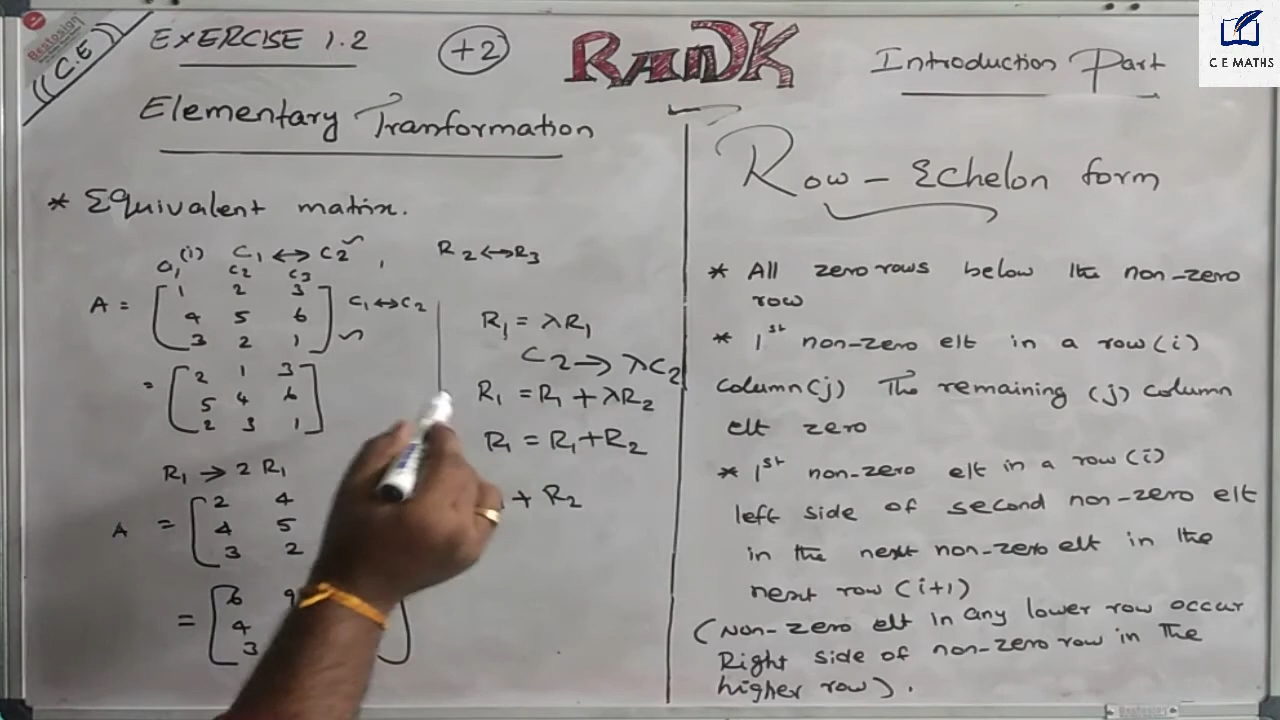 Bestosign
((C.E))
EXERCISE 1.2
+2
RANK
Introduction Part
C E MATHS
Elementary Tranformation
* Equivalent matrix.
(i) C1 ↔ C2 ~, R2 ↔ R3
C2 C3
A = [ 1 2 3
4 5 6
3 2 1 ] C1 ↔ C2 ~
= [ 2 1 3
5 4 6
2 3 1 ]
R1 → 2 R1
A = [ 2 4
4 5
3 2
= [ 6 9
4
3
R1 = λR1
C2 → λC2
R1 = R1 + λR2
R1 = R1 + R2
+ R2
Row - Echelon form
* All zero rows below the non-zero
row
* 1st non-zero elt in a row (i)
column (j) The remaining (j) column
elt zero
* 1st non-zero elt in a row (i)
left side of second non-zero elt
in the next non-zero elt in the
next row (i+1)
(Non-zero elt in any lower row occur
Right side of non-zero row in the
higher row).